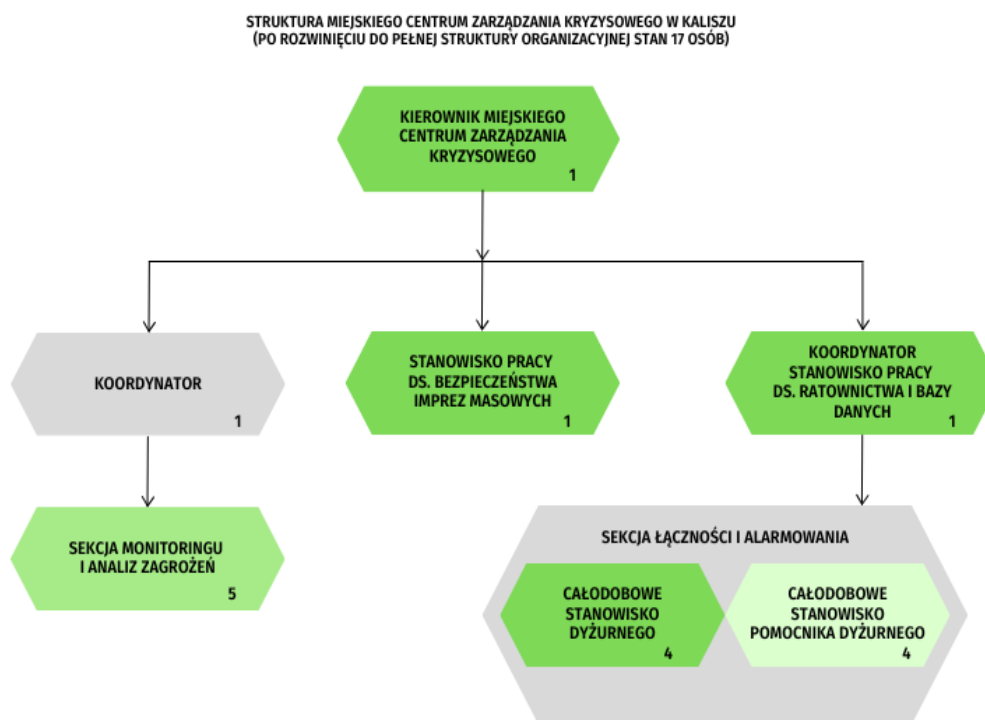 STRUKTURA MIEJSKIEGO CENTRUM ZARZĄDZANIA KRYZYSOWEGO W KALISZU
(PO ROZWINIĘCIU DO PEŁNEJ STRUKTURY ORGANIZACYJNEJ STAN 17 OSÓB)
KIEROWNIK MIEJSKIEGO
CENTRUM ZARZĄDZANIA
KRYZYSOWEGO
1
KOORDYNATOR
1
STANOWISKO PRACY
DS. BEZPIECZEŃSTWA
IMPREZ MASOWYCH
1
KOORDYNATOR
STANOWISKO PRACY
DS. RATOWNICTWA I BAZY
DANYCH
1
SEKCJA MONITORINGU
I ANALIZ ZAGROŻEŃ
5
SEKCJA ŁĄCZNOŚCI I ALARMOWANIA
CAŁODOBOWE
STANOWISKO
DYŻURNEGO
4
CAŁODOBOWE
STANOWISKO
POMOCNIKA DYŻURNEGO
4